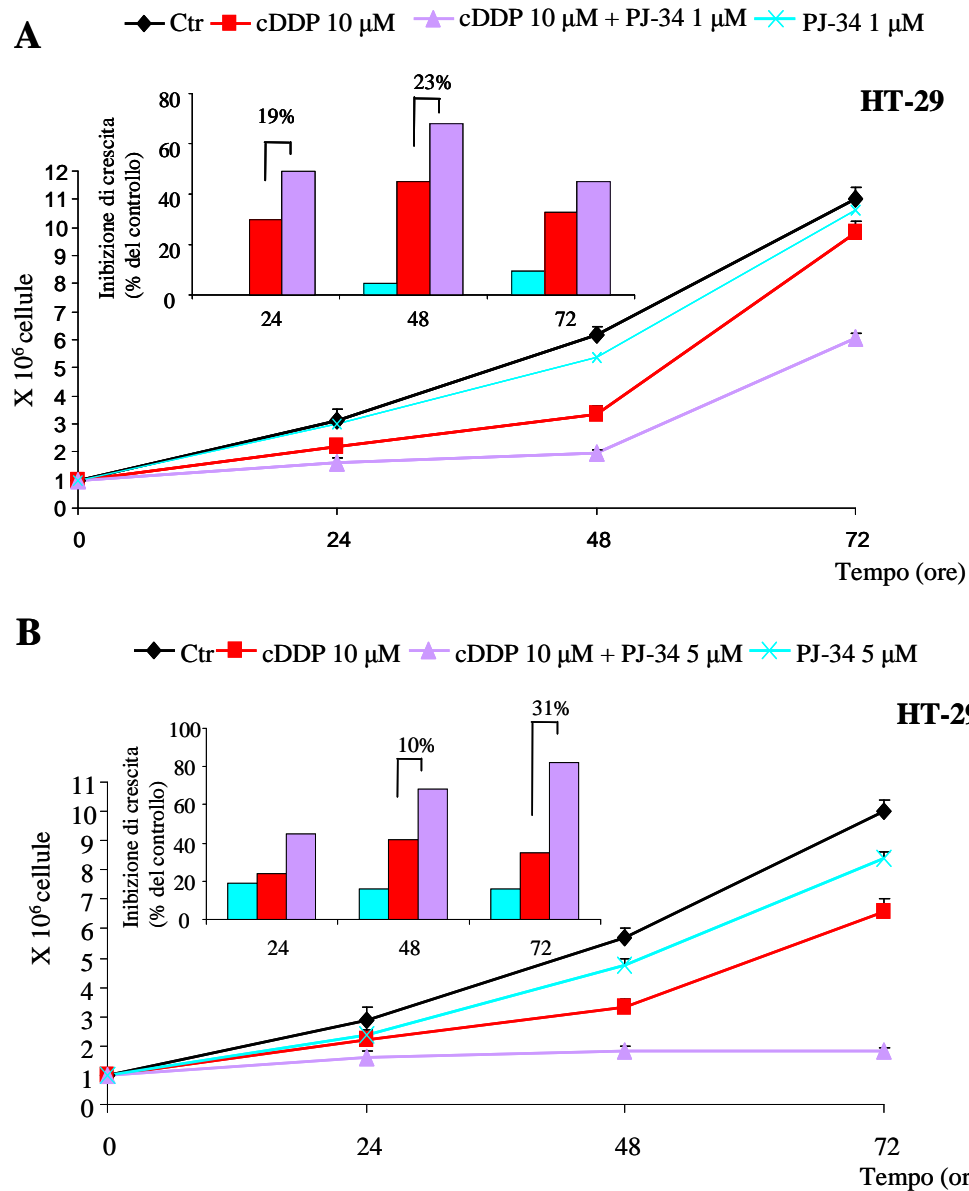 A
Ctr cDDP 10 μM cDDP 10 μM + PJ-34 1 μM PJ-34 1 μM
HT-29
Inibizione di crescita
(% del controllo)
80
60
40
20
0
19%
23%
24 48 72
X 10⁶ cellule
12
11
10
9
8
7
6
5
4
3
2
1
0
0 24 48 72
Tempo (ore)
B
Ctr cDDP 10 μM cDDP 10 μM + PJ-34 5 μM PJ-34 5 μM
HT-29
Inibizione di crescita
(% del controllo)
100
80
60
40
20
0
10%
31%
24 48 72
X 10⁶ cellule
11
10
9
8
7
6
5
4
3
2
1
0
0 24 48 72
Tempo (or